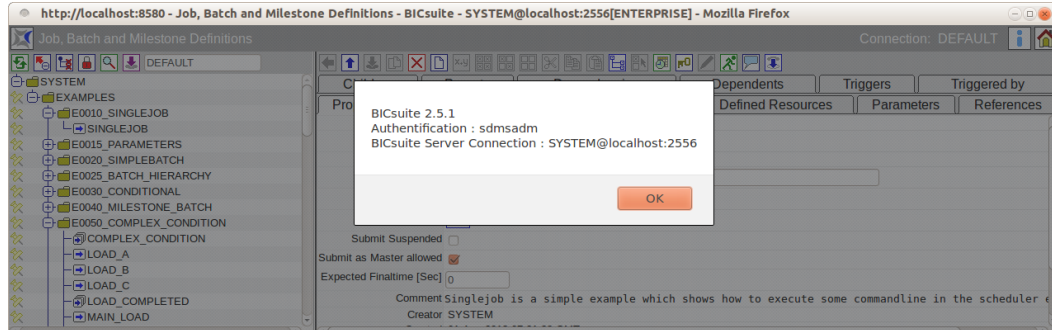 http://localhost:8580 - Job, Batch and Milestone Definitions - BICsuite - SYSTEM@localhost:2556[ENTERPRISE] - Mozilla Firefox
Job, Batch and Milestone Definitions Connection: DEFAULT
DEFAULT
SYSTEM
EXAMPLES
E0010_SINGLEJOB
SINGLEJOB
E0015_PARAMETERS
E0020_SIMPLEBATCH
E0025_BATCH_HIERARCHY
E0030_CONDITIONAL
E0040_MILESTONE_BATCH
E0050_COMPLEX_CONDITION
COMPLEX_CONDITION
LOAD_A
LOAD_B
LOAD_C
LOAD_COMPLETED
MAIN_LOAD
Dependents Triggers Triggered by
Defined Resources Parameters References
BICsuite 2.5.1
Authentification : sdmsadm
BICsuite Server Connection : SYSTEM@localhost:2556
OK
Submit Suspended
Submit as Master allowed
Expected Finaltime [Sec] 0
Comment Singlejob is a simple example which shows how to execute some commandline in the scheduler
Creator SYSTEM